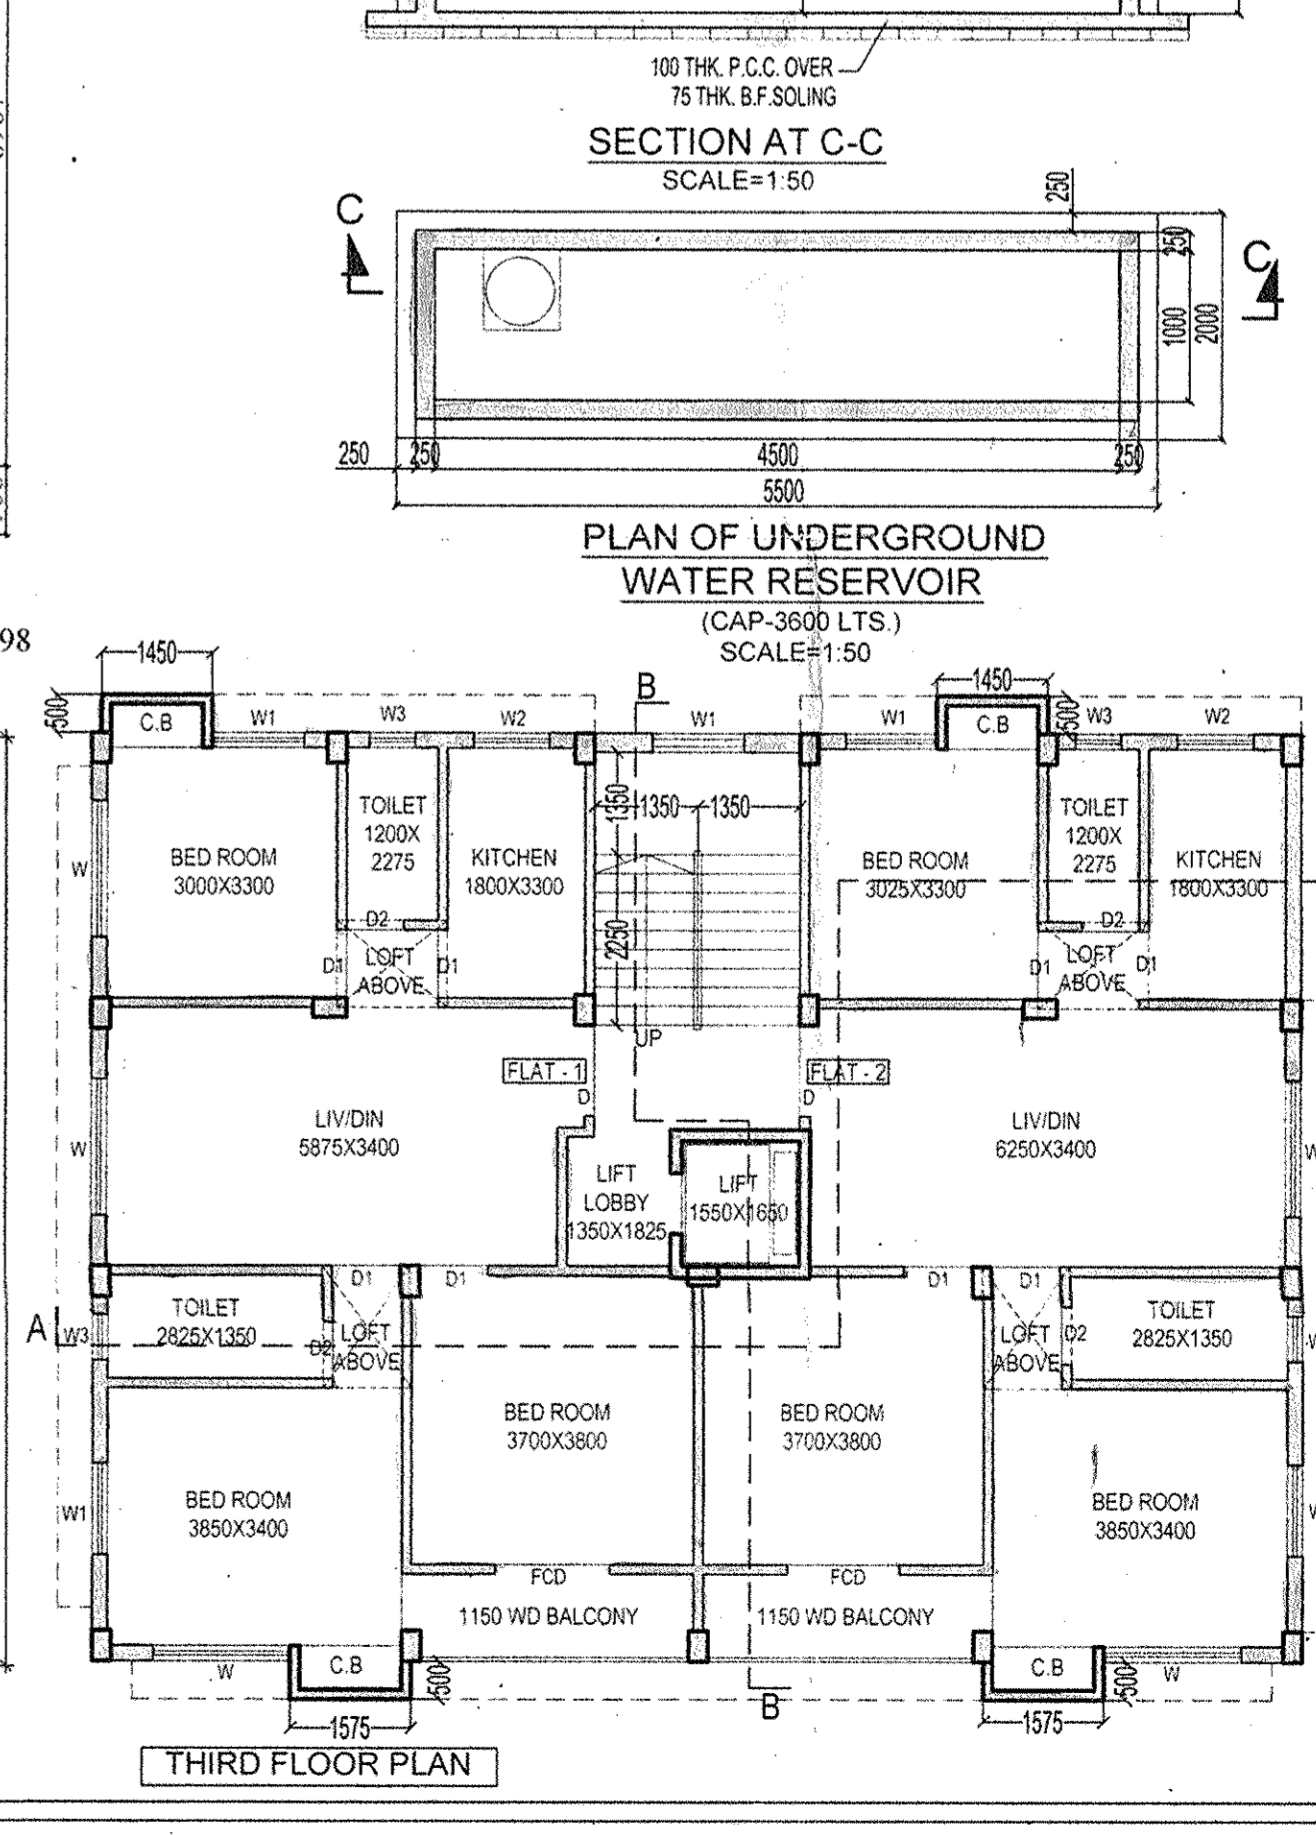 100 THK. P.C.C. OVER
75 THK. B.F.SOLING
SECTION AT C-C
SCALE=1:50
C
250
250
C
1000
2000
250
250
4500
250
5500
PLAN OF UNDERGROUND
WATER RESERVOIR
(CAP-3600 LTS.)
SCALE=1:50
98
1450
500
C.B
W1
W3
W2
B
W1
W1
1450
C.B
500
W3
W2
1350
1350
1350
TOILET
1200X
2275
TOILET
1200X
2275
W
BED ROOM
3000X3300
KITCHEN
1800X3300
BED ROOM
3025X3300
KITCHEN
1800X3300
D2
D2
2250
D1
LOFT
ABOVE
D1
D1
LOFT
ABOVE
D1
UP
FLAT - 1
D
FLAT - 2
D
W
LIV/DIN
5875X3400
LIV/DIN
6250X3400
W
LIFT
LOBBY
1350X1825
LIFT
1550X1650
D1
D1
D1
D1
A
W3
TOILET
2825X1350
D2
LOFT
ABOVE
LOFT
ABOVE
D2
TOILET
2825X1350
W
BED ROOM
3700X3800
BED ROOM
3700X3800
W1
BED ROOM
3850X3400
BED ROOM
3850X3400
W
FCD
FCD
1150 WD BALCONY
1150 WD BALCONY
W
C.B
500
C.B
W
500
1575
B
1575
THIRD FLOOR PLAN